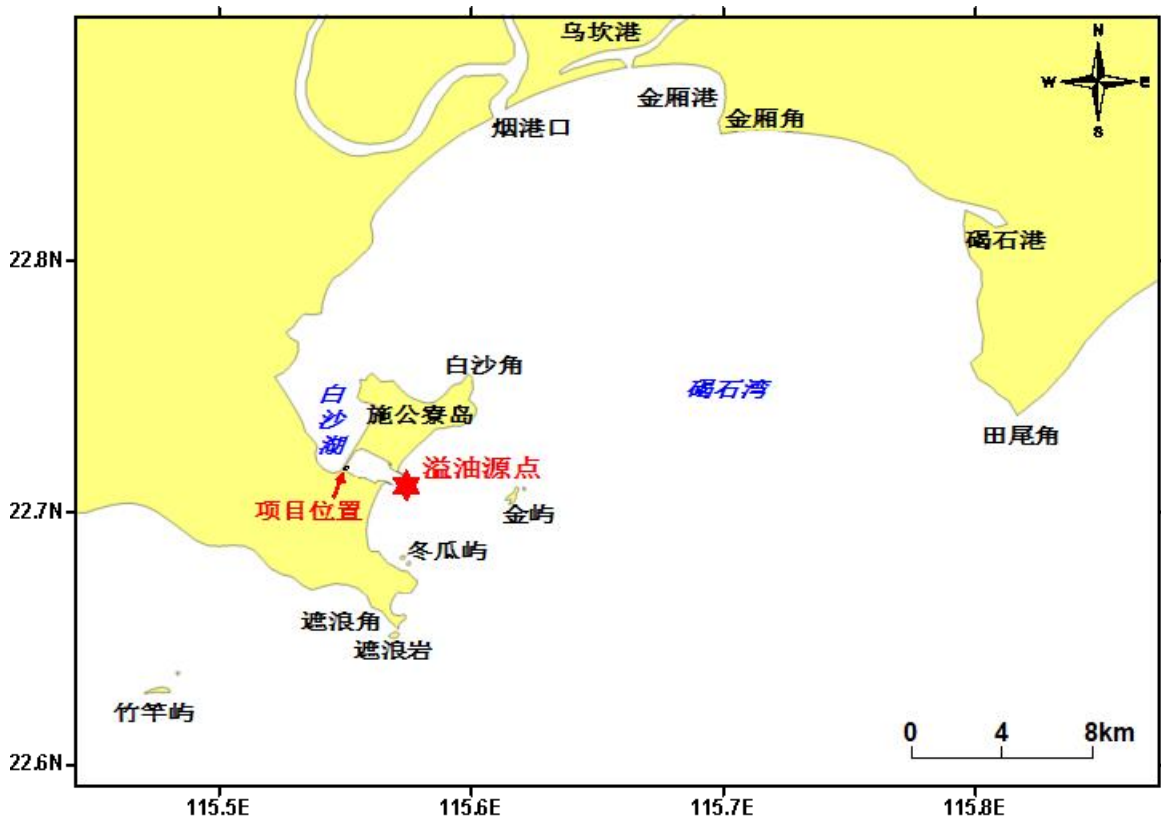 乌坎港
N
W
E
S
金厢港
金厢角
烟港口
碣石港
22.8N
白沙角
白沙湖
碣石湾
施公寮岛
田尾角
溢油源点
22.7N
项目位置
金屿
冬瓜屿
遮浪角
遮浪岩
竹竿屿
0 4 8km
22.6N
115.5E 115.6E 115.7E 115.8E